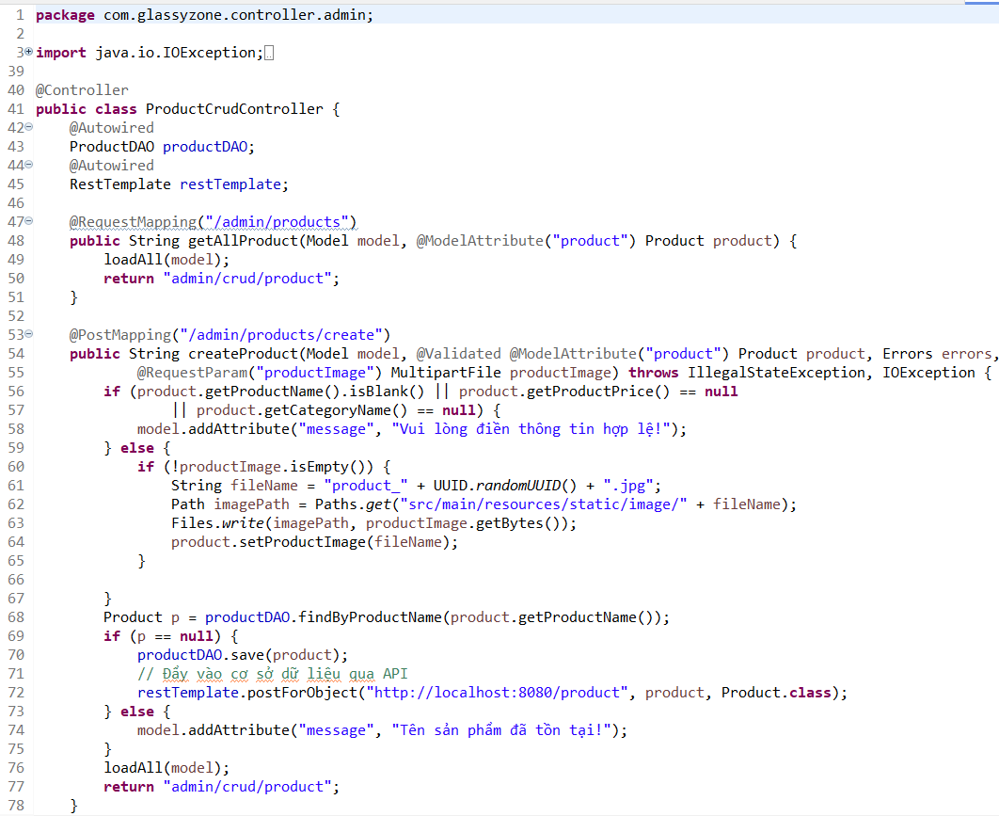 1 package com.glassyzone.controller.admin;
2
3 import java.io.IOException;
39
40 @Controller
41 public class ProductCrudController {
42 @Autowired
43 ProductDAO productDAO;
44 @Autowired
45 RestTemplate restTemplate;
46
47 @RequestMapping("/admin/products")
48 public String getAllProduct(Model model, @ModelAttribute("product") Product product) {
49 loadAll(model);
50 return "admin/crud/product";
51 }
52
53 @PostMapping("/admin/products/create")
54 public String createProduct(Model model, @Validated @ModelAttribute("product") Product product, Errors errors,
55 @RequestParam("productImage") MultipartFile productImage) throws IllegalStateException, IOException {
56 if (product.getProductName().isBlank() || product.getProductPrice() == null
57 || product.getCategoryName() == null) {
58 model.addAttribute("message", "Vui lòng điền thông tin hợp lệ!");
59 } else {
60 if (!productImage.isEmpty()) {
61 String fileName = "product_" + UUID.randomUUID() + ".jpg";
62 Path imagePath = Paths.get("src/main/resources/static/image/" + fileName);
63 Files.write(imagePath, productImage.getBytes());
64 product.setProductImage(fileName);
65 }
66
67 }
68 Product p = productDAO.findByProductName(product.getProductName());
69 if (p == null) {
70 productDAO.save(product);
71 // Đẩy vào cơ sở dữ liệu qua API
72 restTemplate.postForObject("http://localhost:8080/product", product, Product.class);
73 } else {
74 model.addAttribute("message", "Tên sản phẩm đã tồn tại!");
75 }
76 loadAll(model);
77 return "admin/crud/product";
78 }